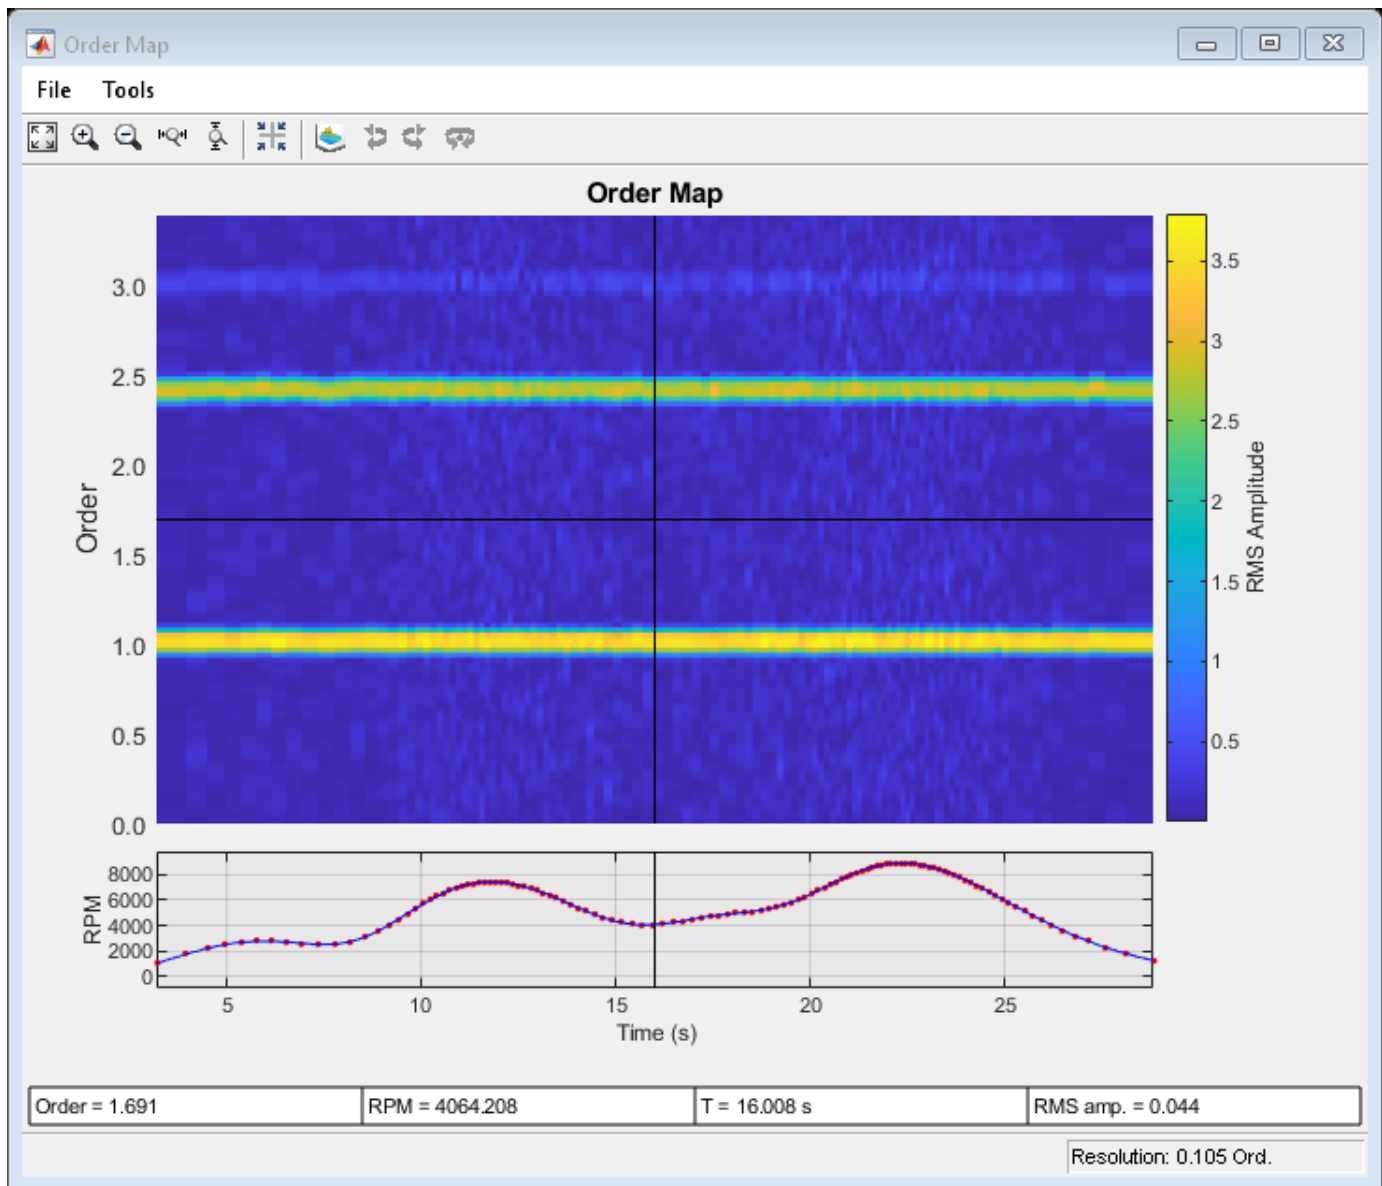 Order Map
File Tools
Order Map
Order
3.0
2.5
2.0
1.5
1.0
0.5
0.0
3.5
3
2.5
2
1.5
1
0.5
RMS Amplitude
RPM
8000
6000
4000
2000
0
5 10 15 20 25
Time (s)
Order = 1.691 RPM = 4064.208 T = 16.008 s RMS amp. = 0.044
Resolution: 0.105 Ord.